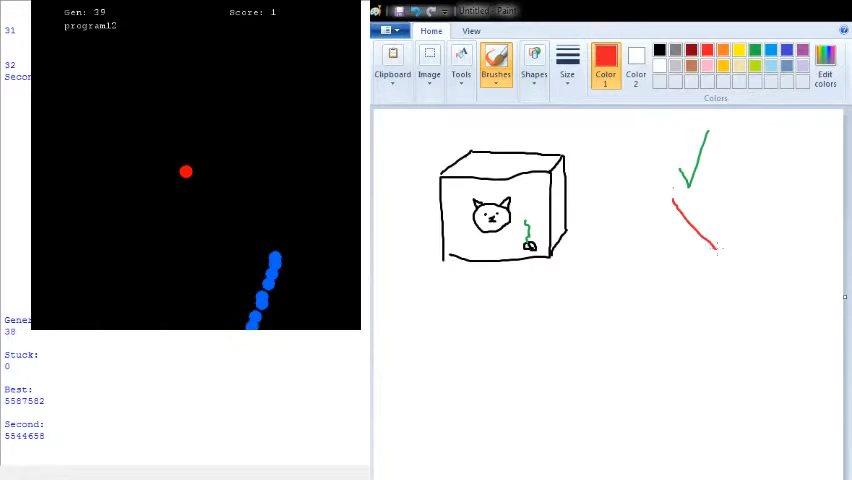 31
32
Secon
Gen: 39
Score: 1
program12
Gener
38
Stuck:
0
Best:
5587582
Second:
5544658
Untitled - Paint
Home
View
Clipboard
Image
Tools
Brushes
Shapes
Size
Color
1
Color
2
Edit
colors
Colors